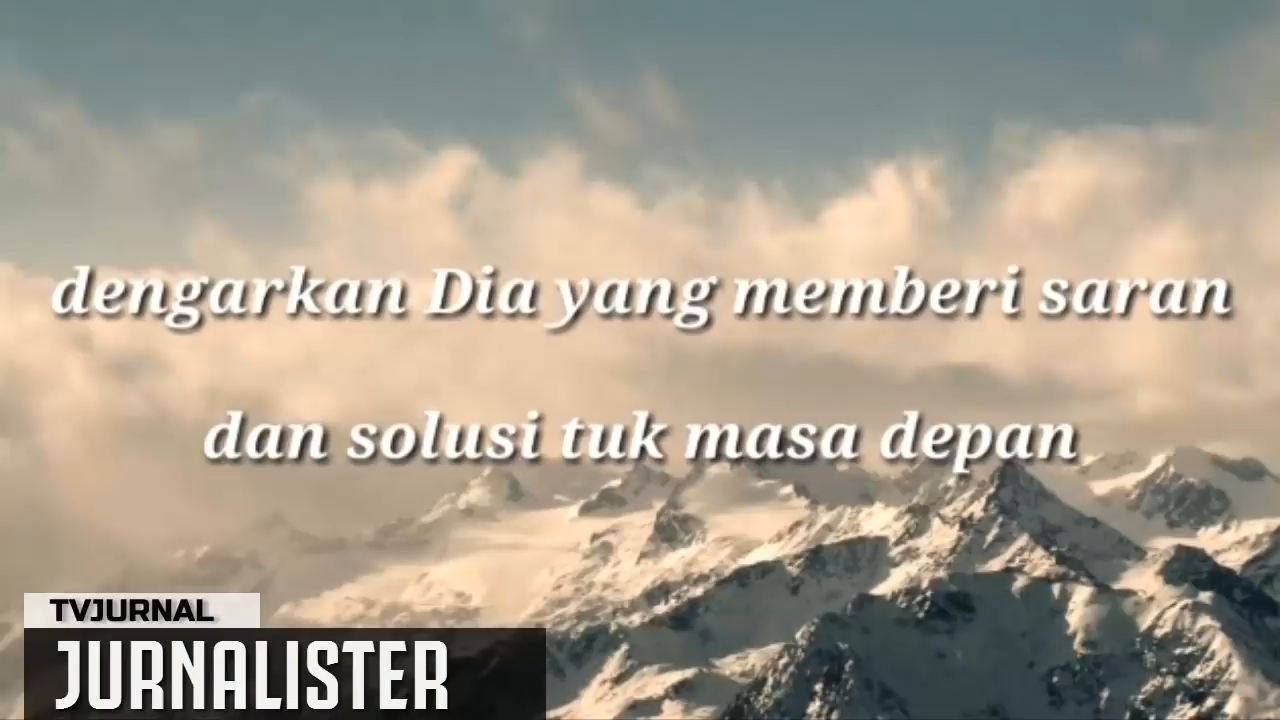 dengarkan Dia yang memberi saran
dan solusi tuk masa depan
TVJURNAL
JURNALISTER